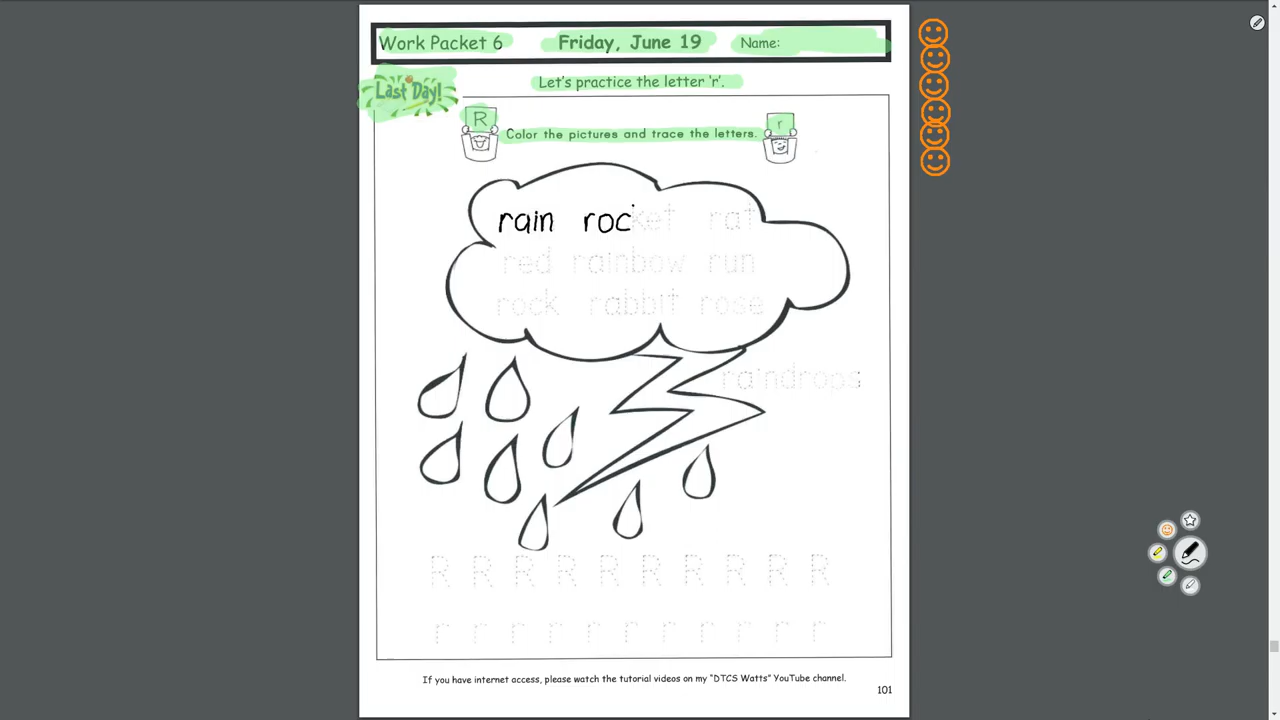 Work Packet 6 Friday, June 19 Name:
Last Day!
Let's practice the letter 'r'.
R r
Color the pictures and trace the letters.
rain rocket rat
red rainbow run
rock rabbit rose
raindrops
R R R R R R R R R R
r r r r r r r r r r r
If you have internet access, please watch the tutorial videos on my "DTCS Watts" YouTube channel.
101